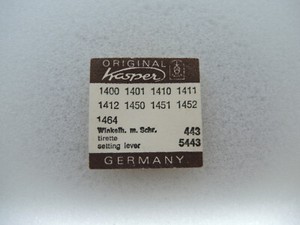 ORIGINAL
Kasper
1400 1401 1410 1411
1412 1450 1451 1452
1464
Winkelh. m. Schr. 443
tirette
setting lever 5443
GERMANY